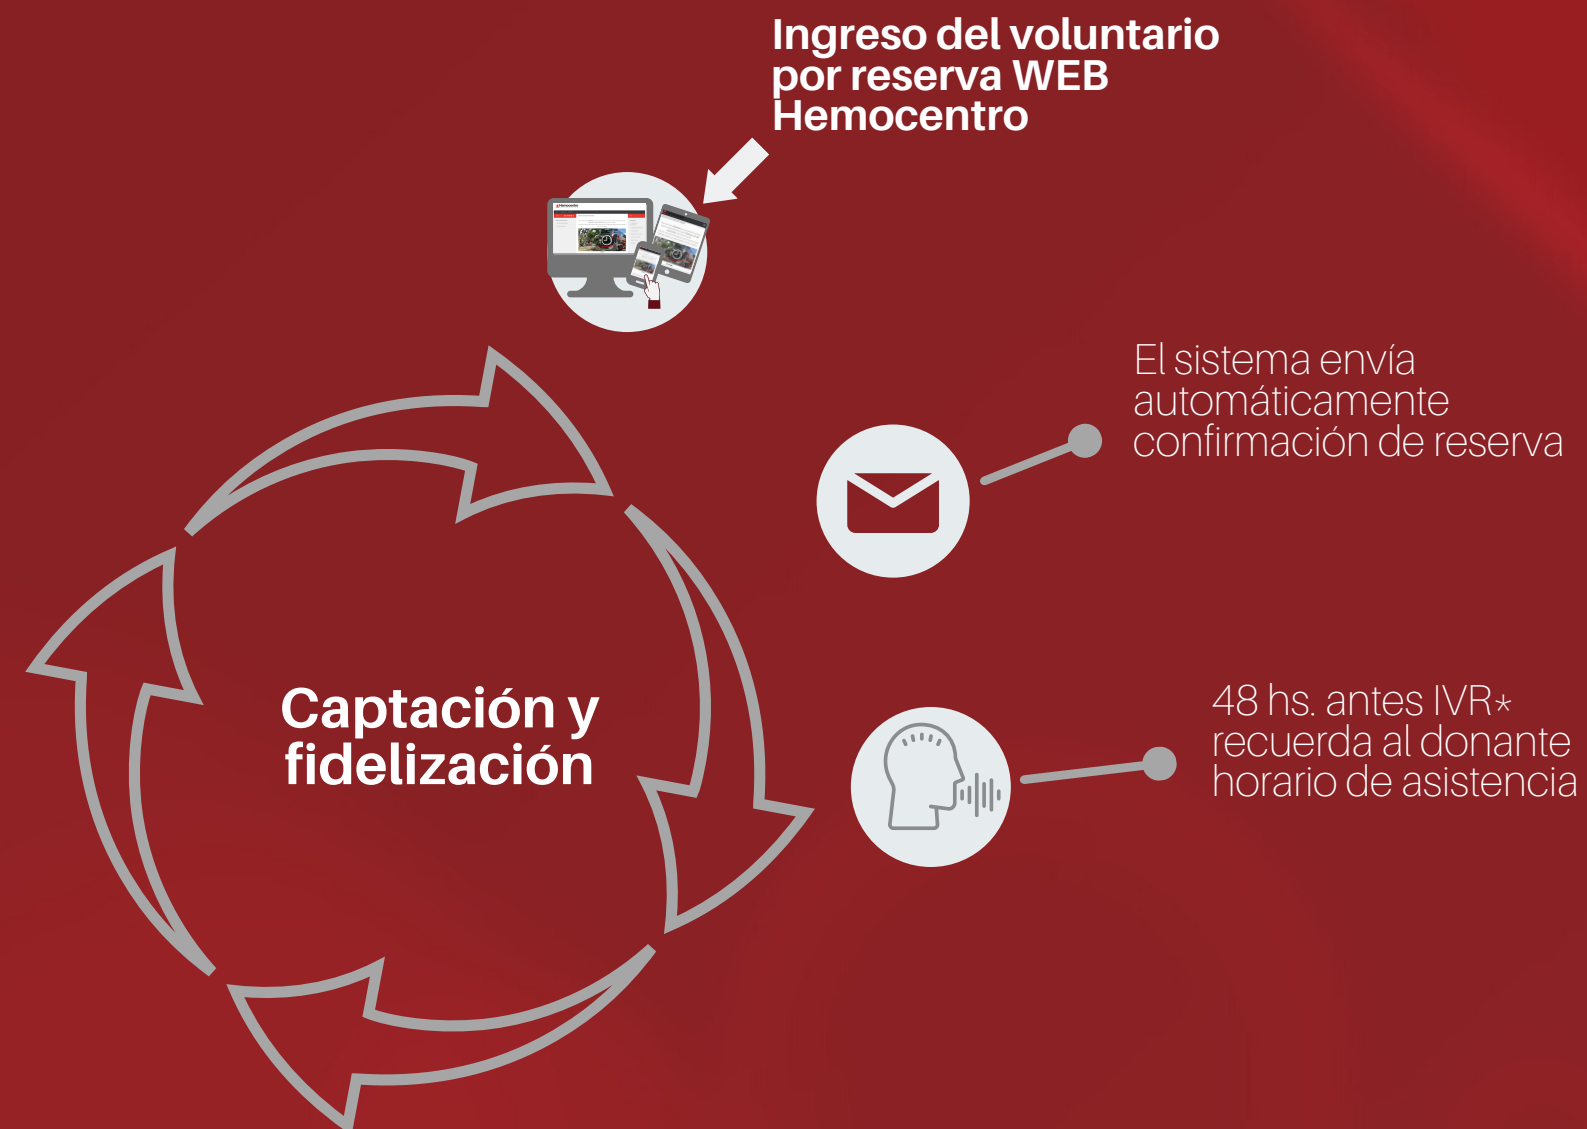 Ingreso del voluntario
por reserva WEB
Hemocentro
Hemocentro
El sistema envía
automáticamente
confirmación de reserva
Captación y
fidelización
48 hs. antes IVR*
recuerda al donante
horario de asistencia